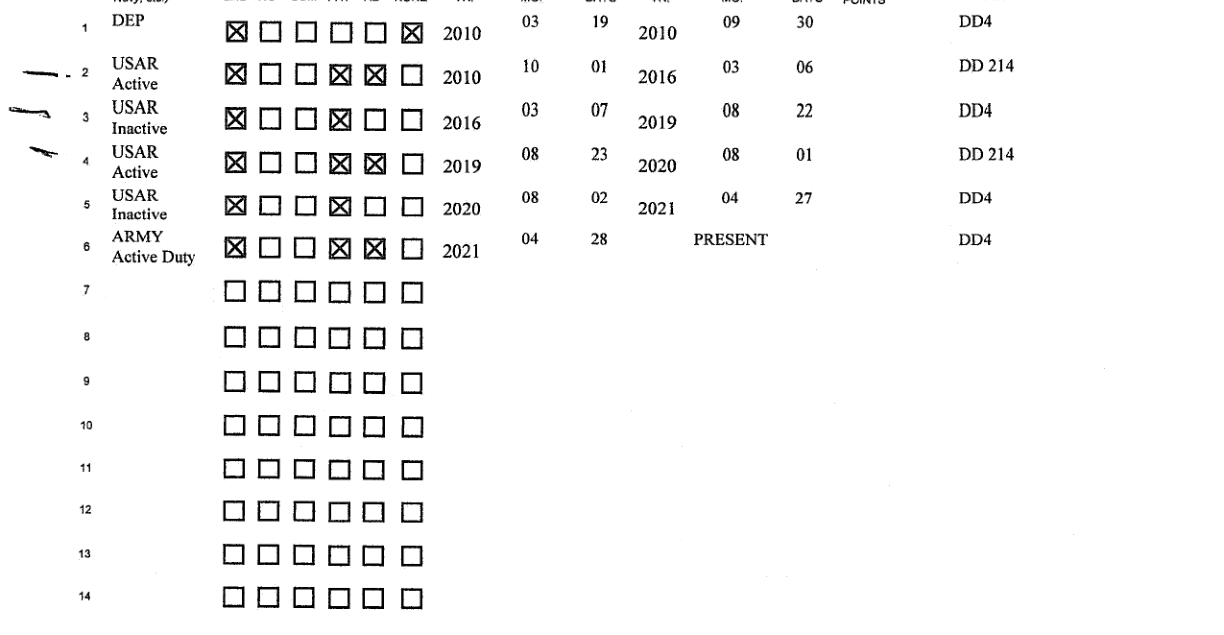 1 DEP ☒ ☐ ☐ ☐ ☐ ☒ 2010 03 19 2010 09 30 DD4
2 USAR ☒ ☐ ☐ ☒ ☒ ☐ 2010 10 01 2016 03 06 DD 214
Active
3 USAR ☒ ☐ ☐ ☒ ☐ ☐ 2016 03 07 2019 08 22 DD4
Inactive
4 USAR ☒ ☐ ☐ ☒ ☒ ☐ 2019 08 23 2020 08 01 DD 214
Active
5 USAR ☒ ☐ ☐ ☒ ☐ ☐ 2020 08 02 2021 04 27 DD4
Inactive
6 ARMY ☒ ☐ ☐ ☒ ☒ ☐ 2021 04 28 PRESENT DD4
Active Duty
7 ☐ ☐ ☐ ☐ ☐ ☐
8 ☐ ☐ ☐ ☐ ☐ ☐
9 ☐ ☐ ☐ ☐ ☐ ☐
10 ☐ ☐ ☐ ☐ ☐ ☐
11 ☐ ☐ ☐ ☐ ☐ ☐
12 ☐ ☐ ☐ ☐ ☐ ☐
13 ☐ ☐ ☐ ☐ ☐ ☐
14 ☐ ☐ ☐ ☐ ☐ ☐